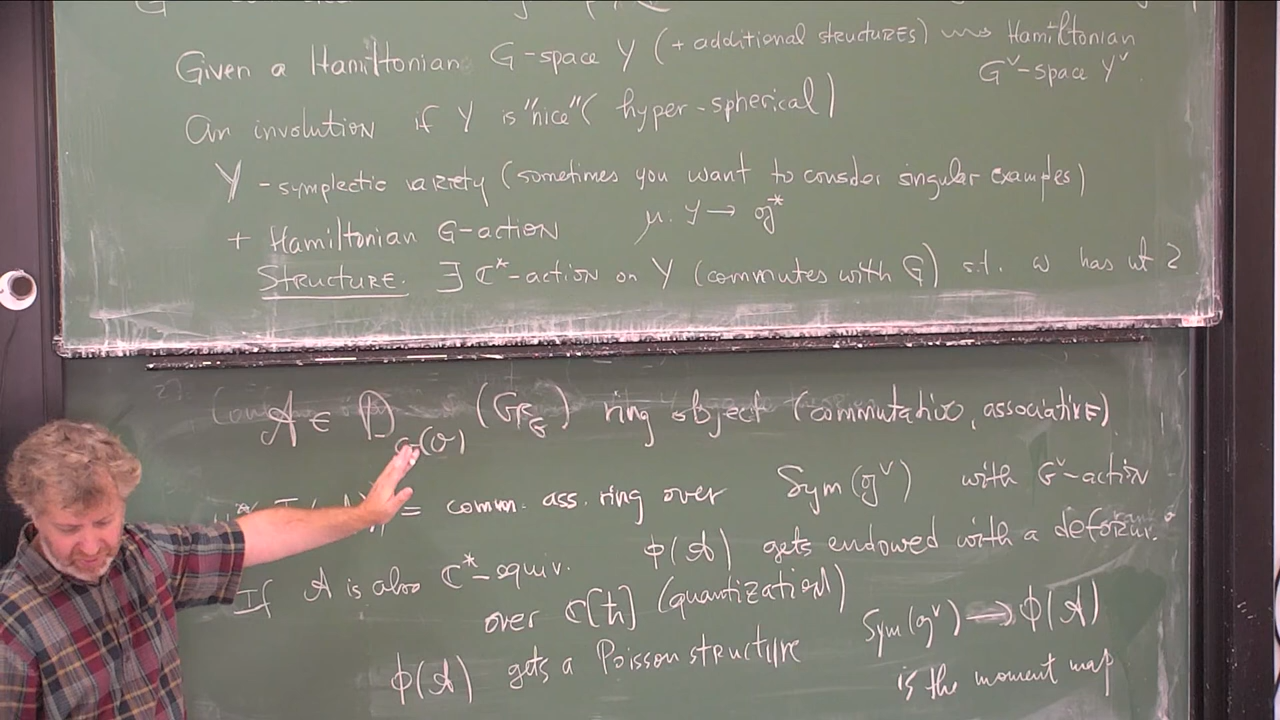 Given a Hamiltonian G-space Y (+ additional structures) ⇝ Hamiltonian
G^∨-space Y^∨
An involution if Y is "nice" (hyper-spherical)
Y - symplectic variety (sometimes you want to consider singular examples)
+ Hamiltonian G-action μ: Y → 𝔤*
Structure. ∃ ℂ*-action on Y (commutes with G) s.t. ω has wt 2
𝒜 ∈ D_{G(O)} (Gr_G) ring object (commutative, associative)
= comm. ass. ring over Sym(𝔤^∨) with G^∨-action
If 𝒜 is also ℂ*-equiv. φ(𝒜) gets endowed with a deform.
over ℂ[ħ] (quantization)
φ(𝒜) gets a Poisson structure
Sym(𝔤^∨) → φ(𝒜)
is the moment map